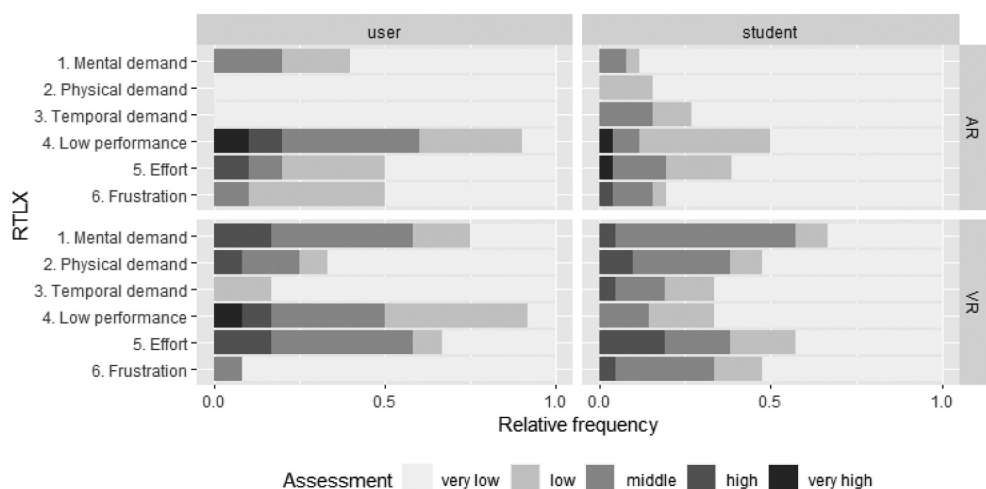 user student
1. Mental demand
2. Physical demand
3. Temporal demand
4. Low performance
5. Effort
6. Frustration
AR
RTLX
1. Mental demand
2. Physical demand
3. Temporal demand
4. Low performance
5. Effort
6. Frustration
VR
0.0 0.5 1.0 0.0 0.5 1.0
Relative frequency
Assessment very low low middle high very high